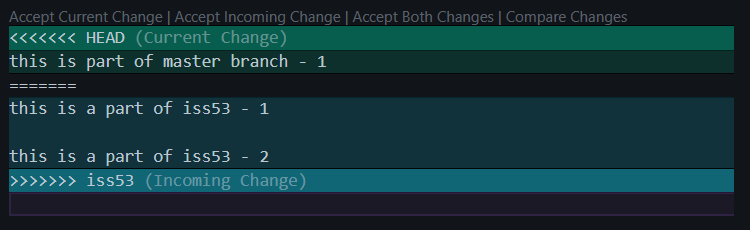 Accept Current Change | Accept Incoming Change | Accept Both Changes | Compare Changes
<<<<<<< HEAD (Current Change)
this is part of master branch - 1
=======
this is a part of iss53 - 1
this is a part of iss53 - 2
>>>>>>> iss53 (Incoming Change)